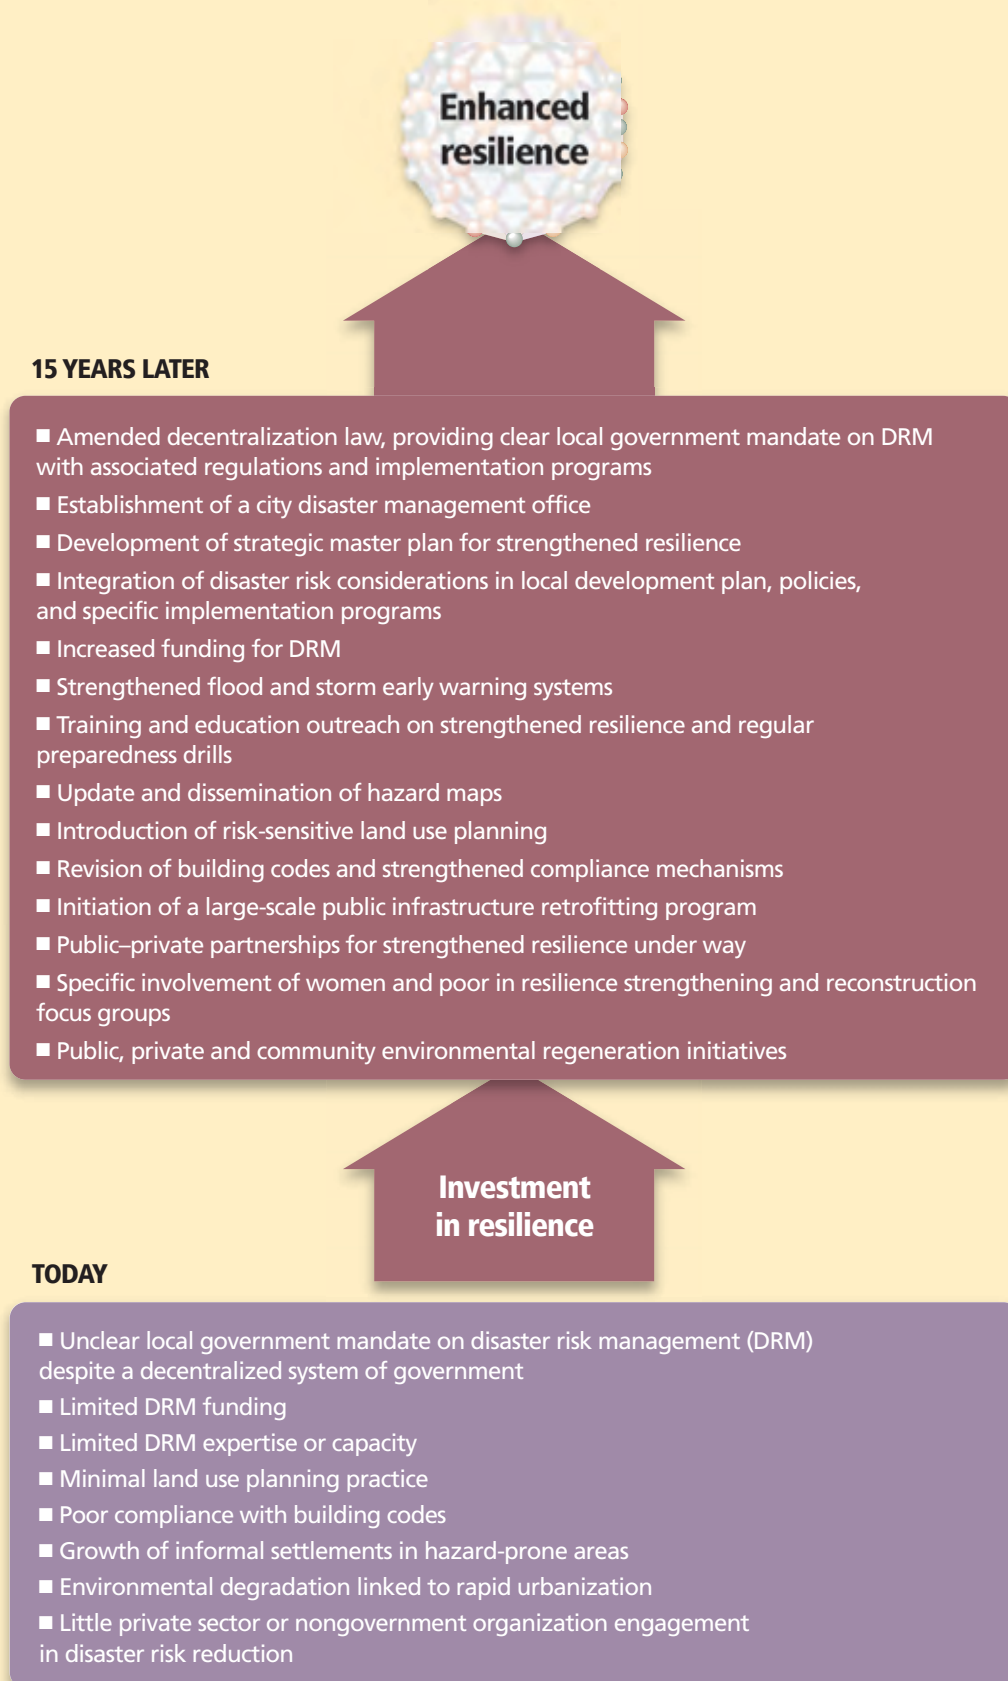 Enhanced
resilience
15 YEARS LATER
■ Amended decentralization law, providing clear local government mandate on DRM
with associated regulations and implementation programs
■ Establishment of a city disaster management office
■ Development of strategic master plan for strengthened resilience
■ Integration of disaster risk considerations in local development plan, policies,
and specific implementation programs
■ Increased funding for DRM
■ Strengthened flood and storm early warning systems
■ Training and education outreach on strengthened resilience and regular
preparedness drills
■ Update and dissemination of hazard maps
■ Introduction of risk-sensitive land use planning
■ Revision of building codes and strengthened compliance mechanisms
■ Initiation of a large-scale public infrastructure retrofitting program
■ Public–private partnerships for strengthened resilience under way
■ Specific involvement of women and poor in resilience strengthening and reconstruction
focus groups
■ Public, private and community environmental regeneration initiatives
Investment
in resilience
TODAY
■ Unclear local government mandate on disaster risk management (DRM)
despite a decentralized system of government
■ Limited DRM funding
■ Limited DRM expertise or capacity
■ Minimal land use planning practice
■ Poor compliance with building codes
■ Growth of informal settlements in hazard-prone areas
■ Environmental degradation linked to rapid urbanization
■ Little private sector or nongovernment organization engagement
in disaster risk reduction